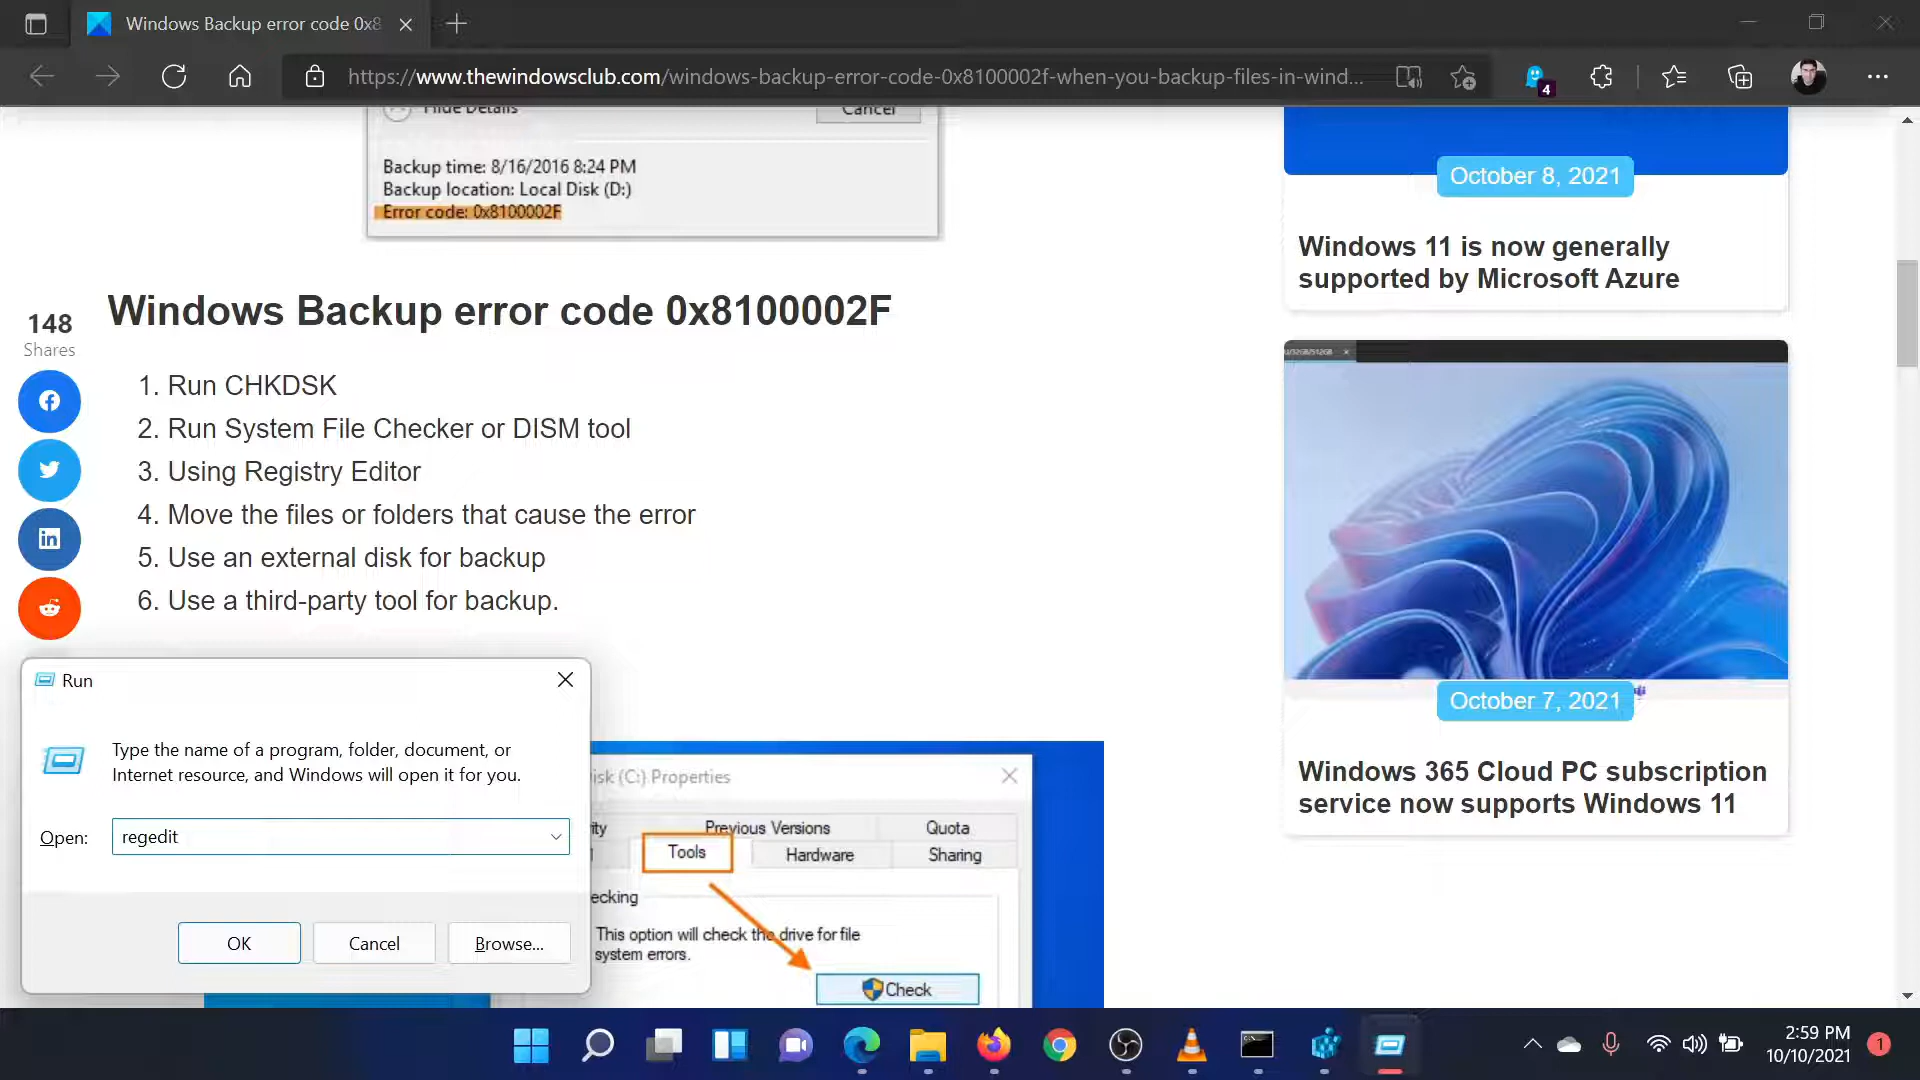 Windows Backup error code 0x8
https://www.thewindowsclub.com/windows-backup-error-code-0x8100002f-when-you-backup-files-in-wind...
4
Hide Details
Cancel
Backup time: 8/16/2016 8:24 PM
Backup location: Local Disk (D:)
Error code: 0x8100002F
Windows Backup error code 0x8100002F
148
Shares
1. Run CHKDSK
2. Run System File Checker or DISM tool
3. Using Registry Editor
4. Move the files or folders that cause the error
5. Use an external disk for backup
6. Use a third-party tool for backup.
October 8, 2021
Windows 11 is now generally
supported by Microsoft Azure
October 7, 2021
Windows 365 Cloud PC subscription
service now supports Windows 11
Run
Type the name of a program, folder, document, or
Internet resource, and Windows will open it for you.
Open:
regedit
OK
Cancel
Browse...
isk (C:) Properties
ity
Previous Versions
Quota
Tools
Hardware
Sharing
ecking
This option will check the drive for file
system errors.
Check
2:59 PM
10/10/2021
1